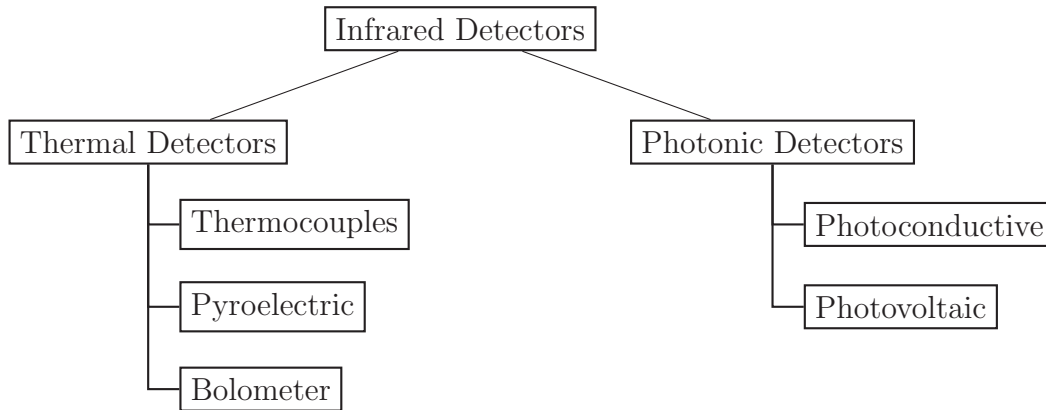 Infrared Detectors
Thermal Detectors
Thermocouples
Pyroelectric
Bolometer
Photonic Detectors
Photoconductive
Photovoltaic